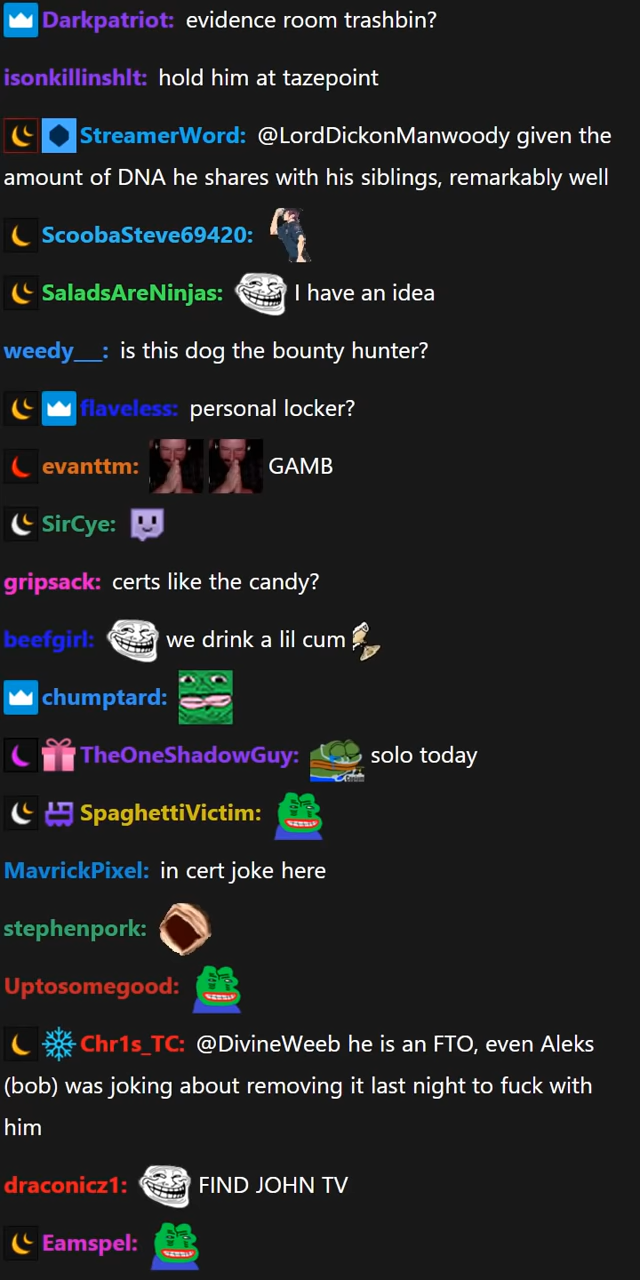 Darkpatriot: evidence room trashbin?
isonkillinshlt: hold him at tazepoint
StreamerWord: @LordDickonManwoody given the
amount of DNA he shares with his siblings, remarkably well
ScoobaSteve69420:
SaladsAreNinjas: I have an idea
weedy___: is this dog the bounty hunter?
flaveless: personal locker?
evanttm: GAMB
SirCye:
gripsack: certs like the candy?
beefgirl: we drink a lil cum
chumptard:
TheOneShadowGuy: solo today
SpaghettiVictim:
MavrickPixel: in cert joke here
stephenpork:
Uptosomegood:
Chr1s_TC: @DivineWeeb he is an FTO, even Aleks
(bob) was joking about removing it last night to fuck with
him
draconicz1: FIND JOHN TV
Eamspel: